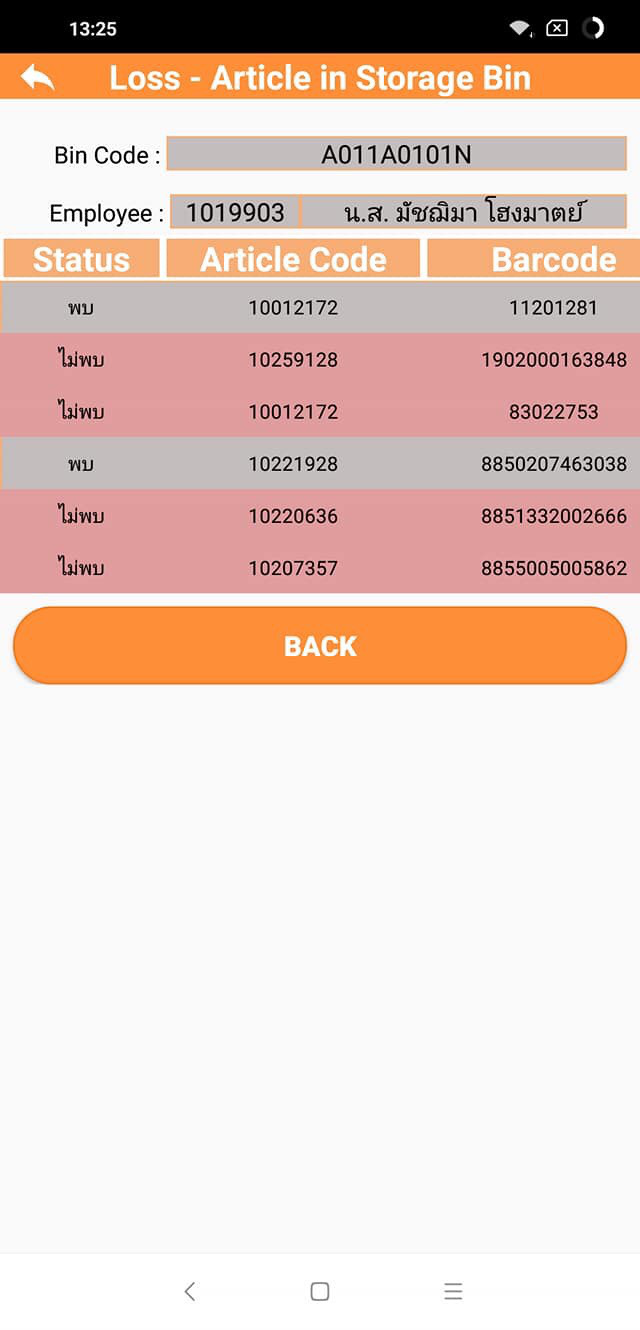 13:25
Loss - Article in Storage Bin
Bin Code : A011A0101N
Employee : 1019903 น.ส. มัชฌิมา โฮงมาตย์
Status Article Code Barcode
พบ 10012172 11201281
ไม่พบ 10259128 1902000163848
ไม่พบ 10012172 83022753
พบ 10221928 8850207463038
ไม่พบ 10220636 8851332002666
ไม่พบ 10207357 8855005005862
BACK